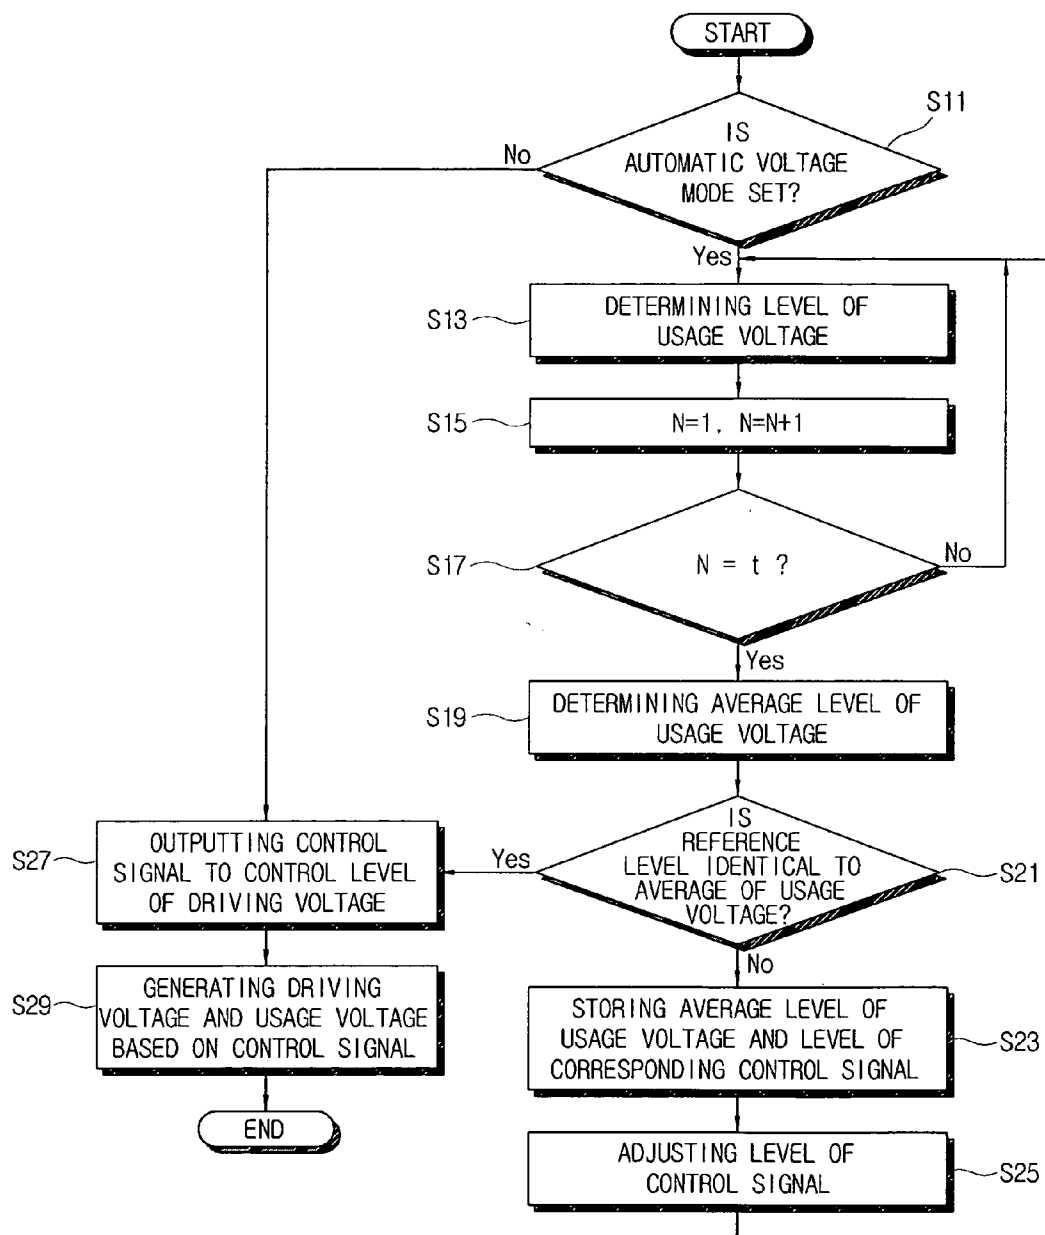 START
S11
IS
AUTOMATIC VOLTAGE
MODE SET?
No
Yes
S13
DETERMINING LEVEL OF
USAGE VOLTAGE
S15
N=1, N=N+1
S17
N = t ?
No
Yes
S19
DETERMINING AVERAGE LEVEL OF
USAGE VOLTAGE
IS
REFERENCE
LEVEL IDENTICAL TO
AVERAGE OF USAGE
VOLTAGE?
S21
Yes
No
S27
OUTPUTTING CONTROL
SIGNAL TO CONTROL LEVEL
OF DRIVING VOLTAGE
S29
GENERATING DRIVING
VOLTAGE AND USAGE VOLTAGE
BASED ON CONTROL SIGNAL
END
STORING AVERAGE LEVEL OF
USAGE VOLTAGE AND LEVEL OF
CORRESPONDING CONTROL SIGNAL
S23
ADJUSTING LEVEL OF
CONTROL SIGNAL
S25